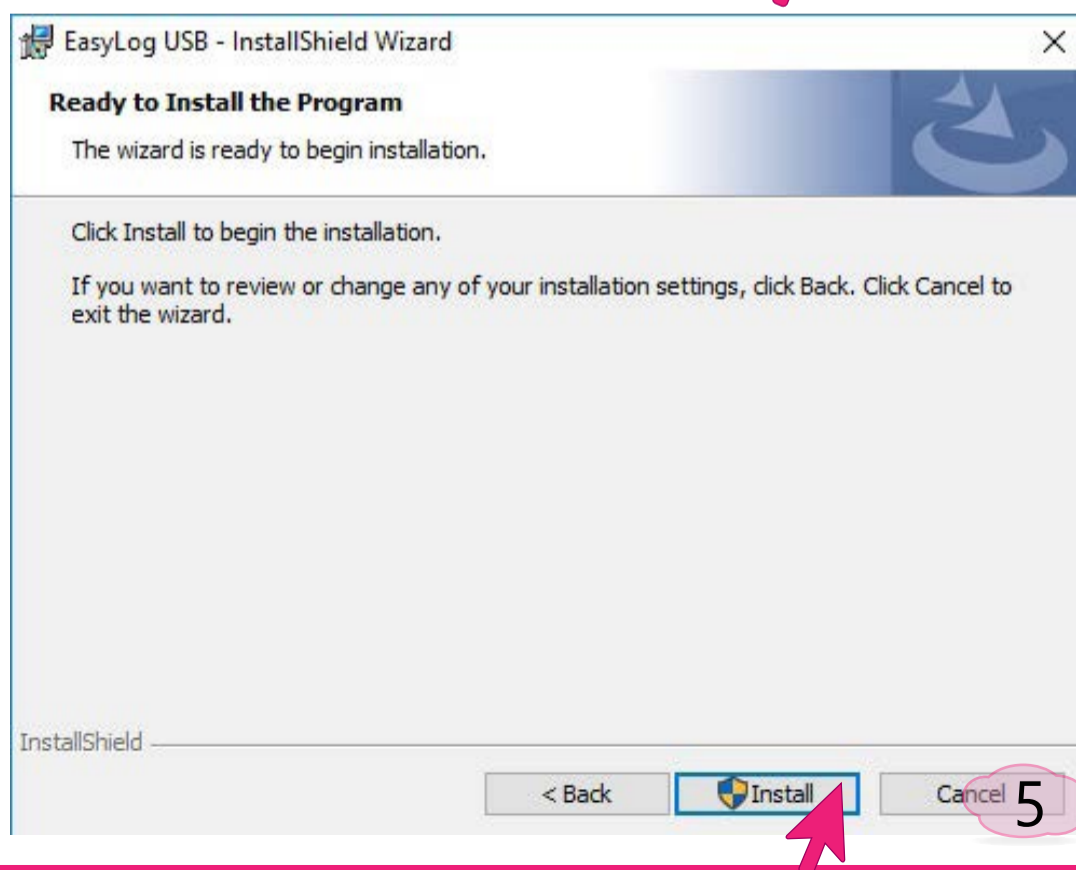 EasyLog USB - InstallShield Wizard
Ready to Install the Program
The wizard is ready to begin installation.
Click Install to begin the installation.
If you want to review or change any of your installation settings, click Back. Click Cancel to
exit the wizard.
InstallShield
< Back Install Cancel 5